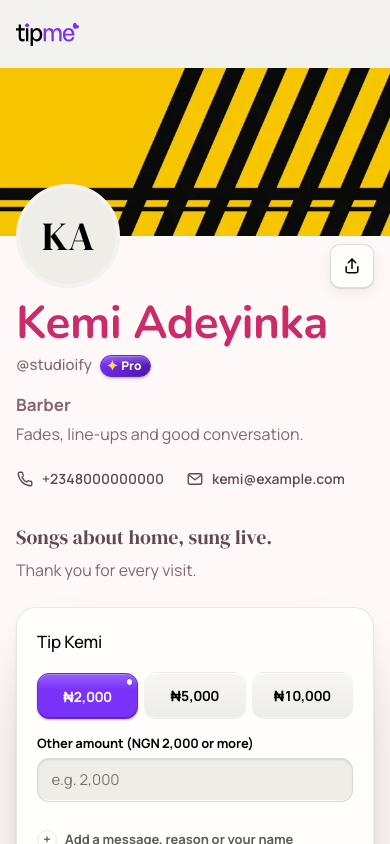 tipme
KA
Kemi Adeyinka
@studioify Pro
Barber
Fades, line-ups and good conversation.
+2348000000000 kemi@example.com
Songs about home, sung live.
Thank you for every visit.
Tip Kemi
₦2,000 ₦5,000 ₦10,000
Other amount (NGN 2,000 or more)
e.g. 2,000
+ Add a message, reason or your name